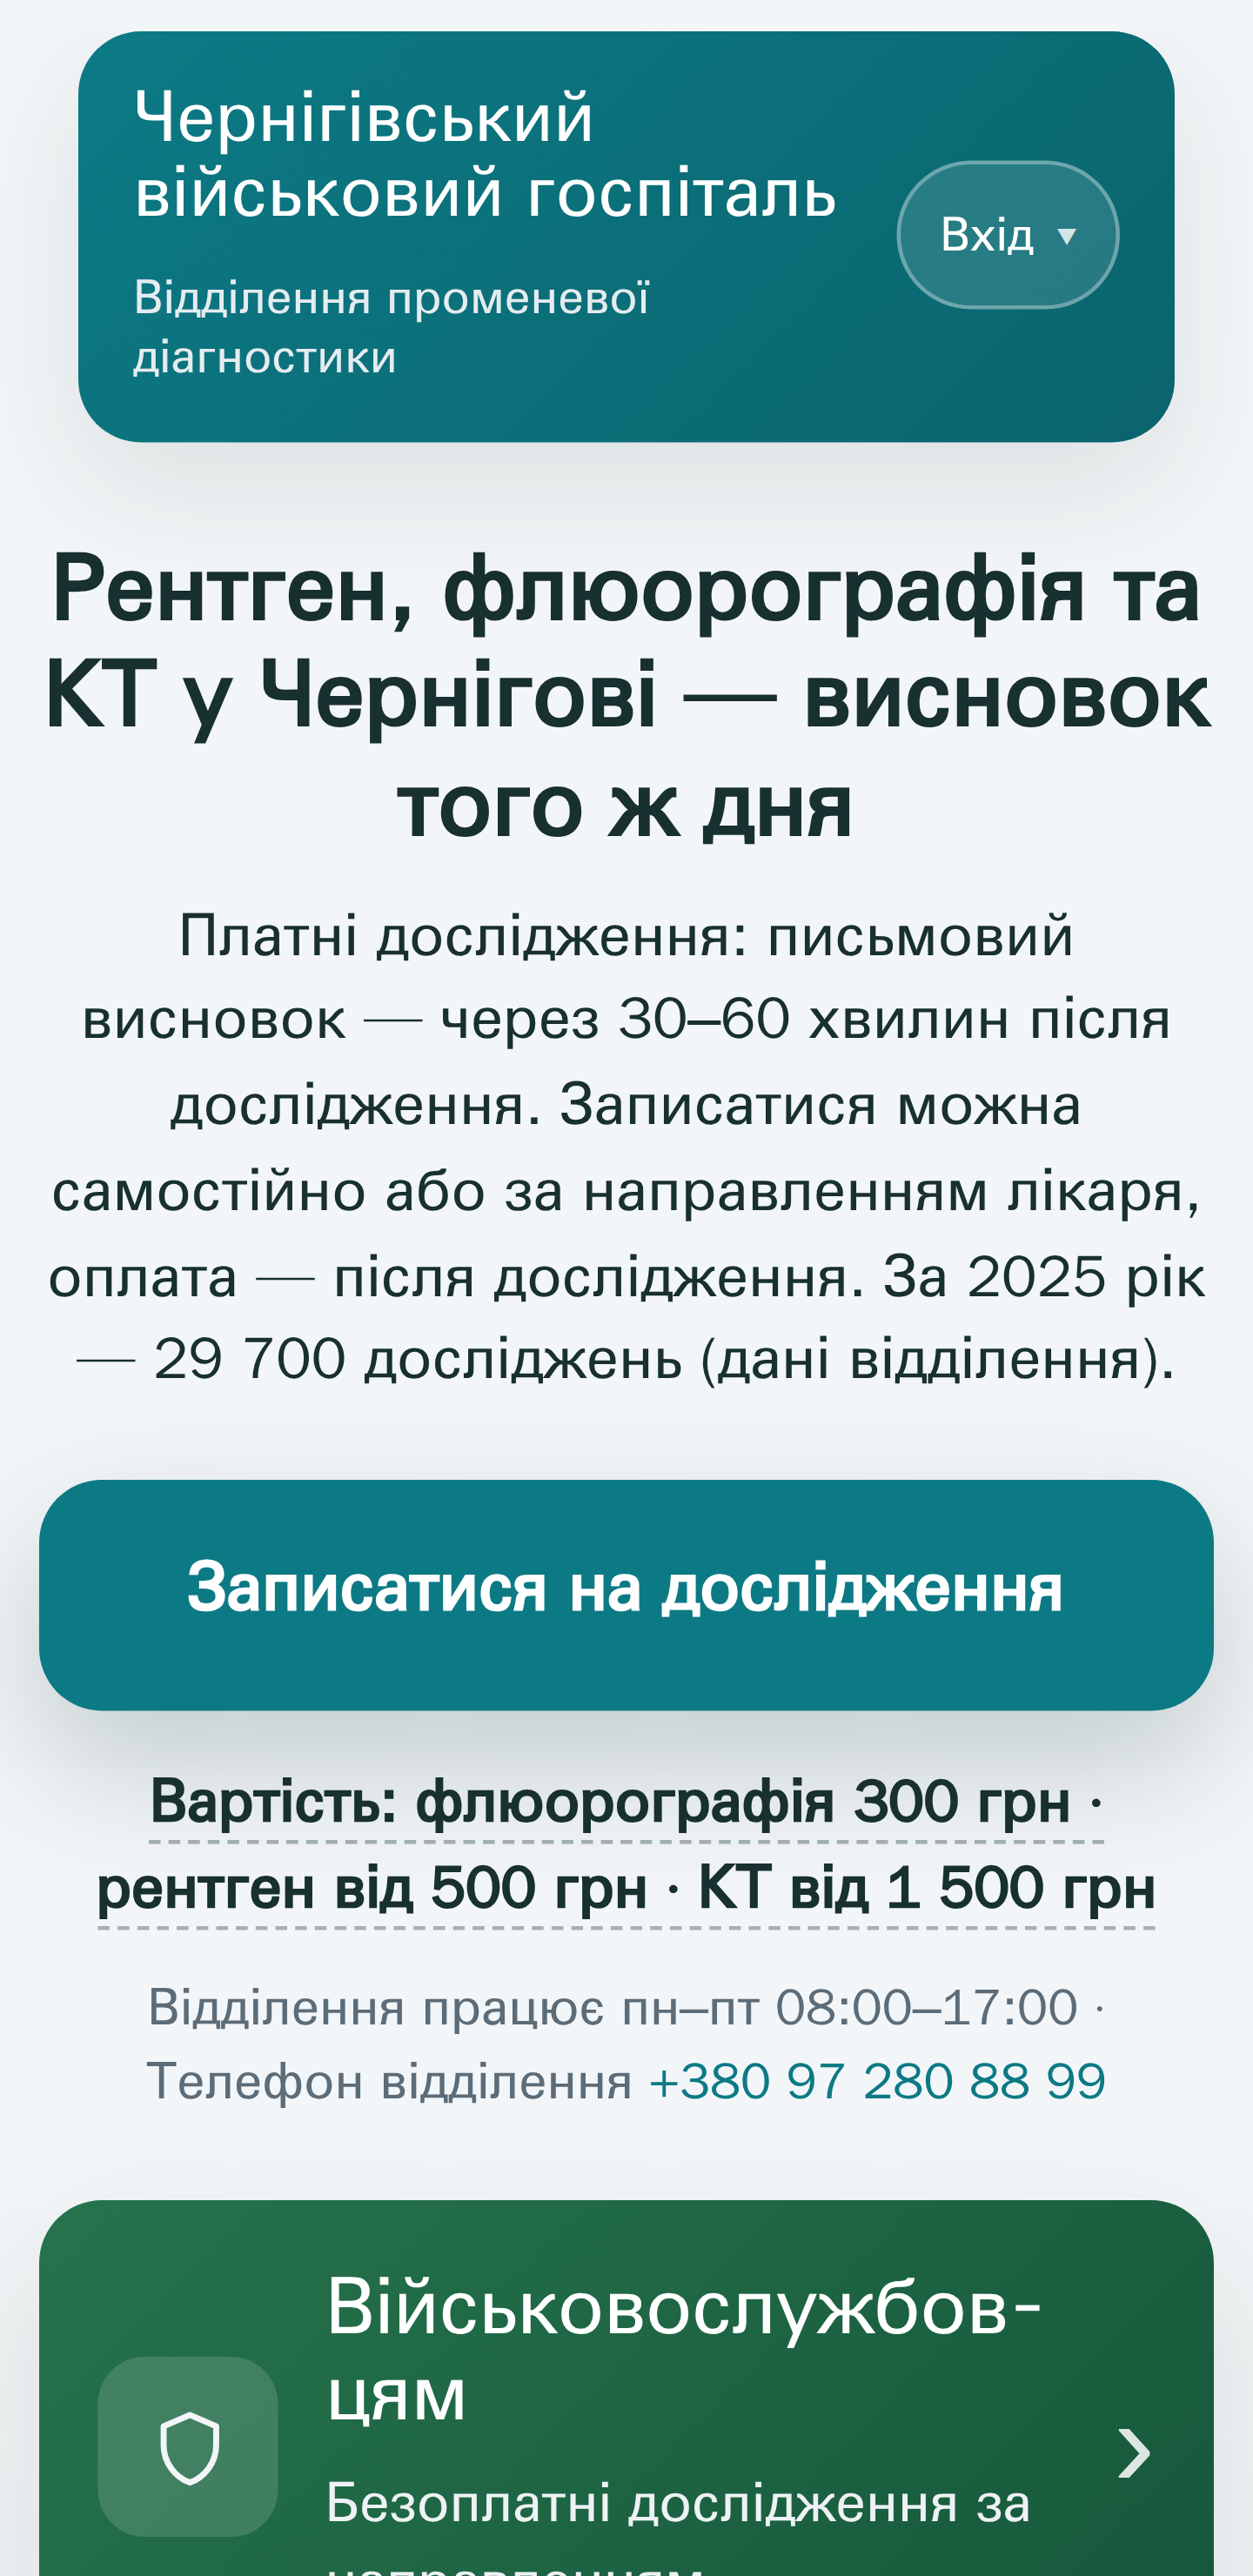 Чернігівський
військовий госпіталь
Вхід ▼
Відділення променевої
діагностики
Рентген, флюорографія та
КТ у Чернігові — висновок
того ж дня
Платні дослідження: письмовий
висновок — через 30–60 хвилин після
дослідження. Записатися можна
самостійно або за направленням лікаря,
оплата — після дослідження. За 2025 рік
— 29 700 досліджень (дані відділення).
Записатися на дослідження
Вартість: флюорографія 300 грн ·
рентген від 500 грн · КТ від 1 500 грн
Відділення працює пн–пт 08:00–17:00 ·
Телефон відділення +380 97 280 88 99
Військовослужбов-
цям
Безоплатні дослідження за